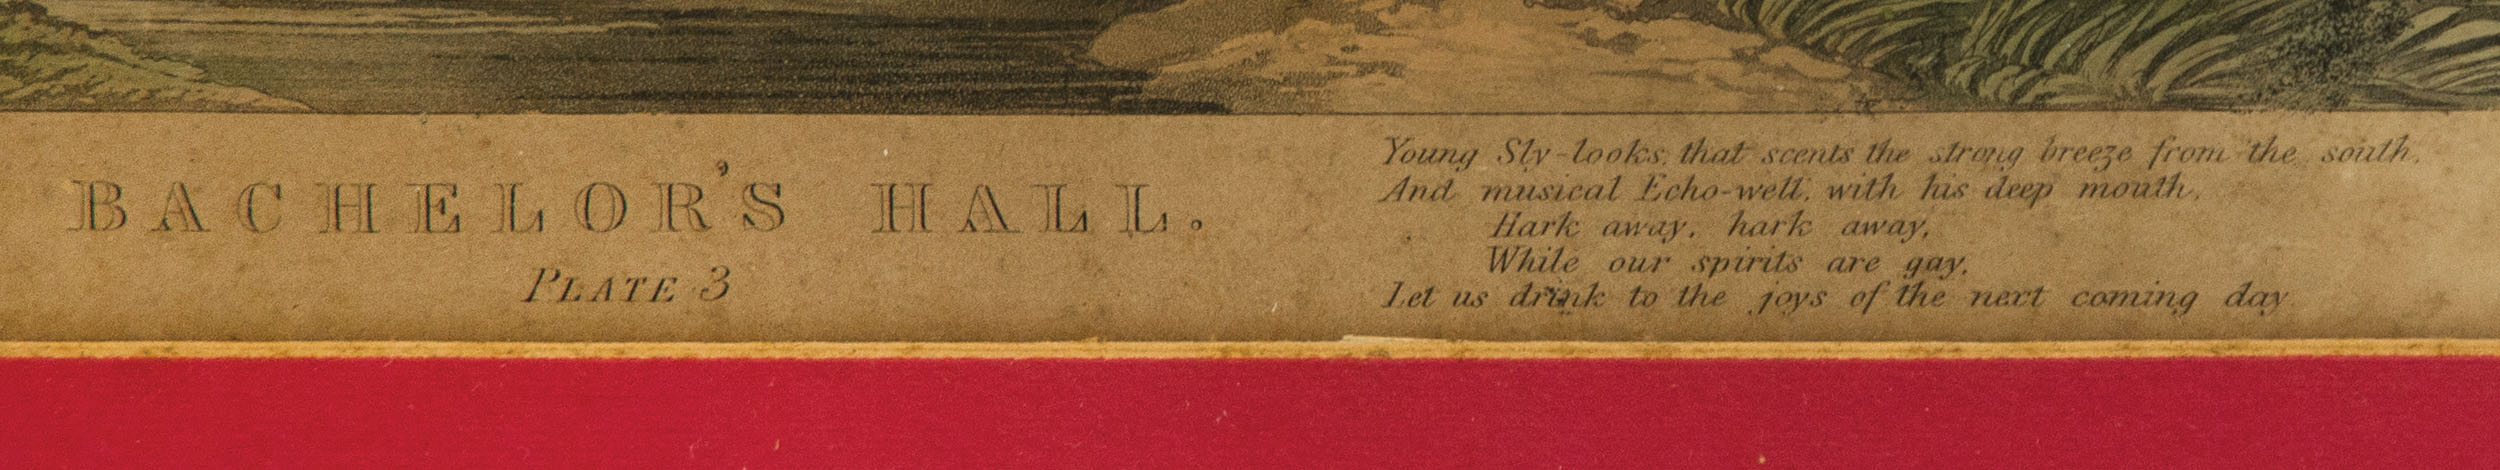 BACHELOR'S HALL.
PLATE 3
Young Sly-looks, that scents the strong breeze from the south,
And musical Echo-well, with his deep mouth,
Hark away, hark away,
While our spirits are gay,
Let us drink to the joys of the next coming day